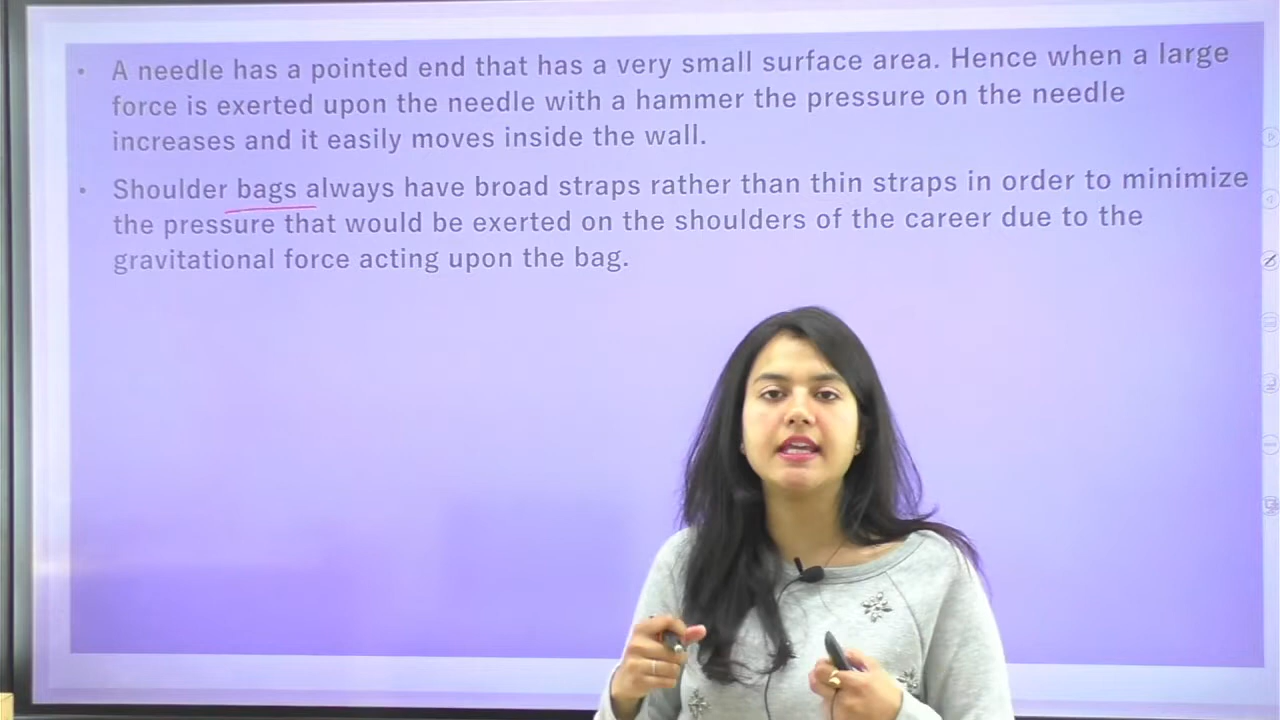 • A needle has a pointed end that has a very small surface area. Hence when a large
force is exerted upon the needle with a hammer the pressure on the needle
increases and it easily moves inside the wall.
• Shoulder bags always have broad straps rather than thin straps in order to minimize
the pressure that would be exerted on the shoulders of the career due to the
gravitational force acting upon the bag.